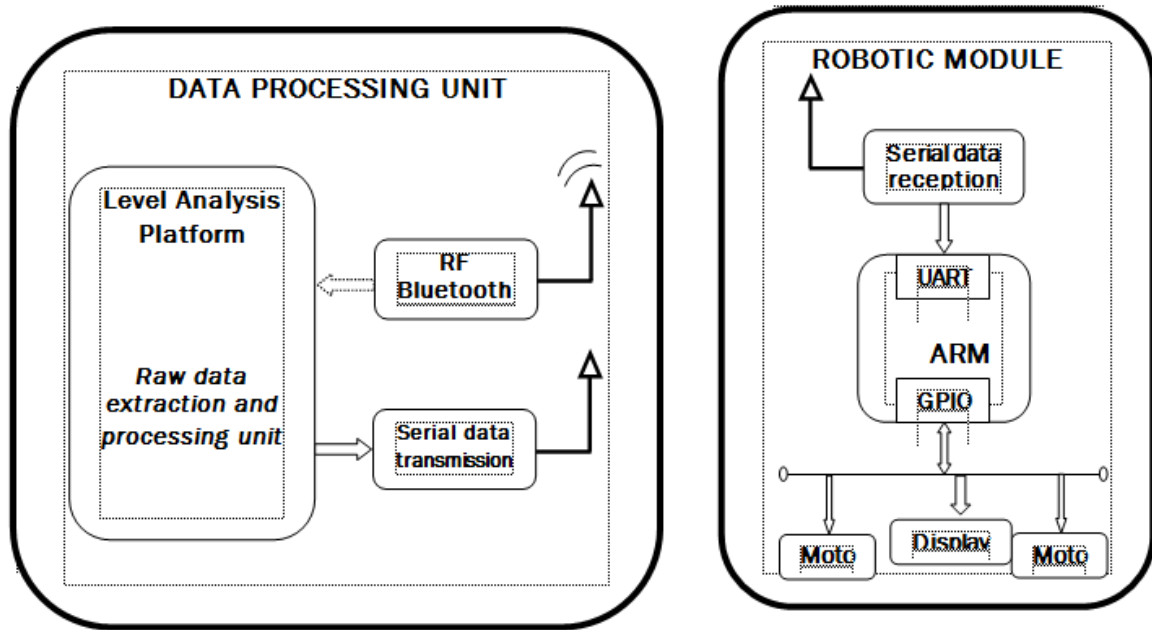 DATA PROCESSING UNIT
Level Analysis
Platform
Raw data
extraction and
processing unit
RF
Bluetooth
Serial data
transmission
ROBOTIC MODULE
Serial data
reception
UART
ARM
GPIO
Moto
Display
Moto